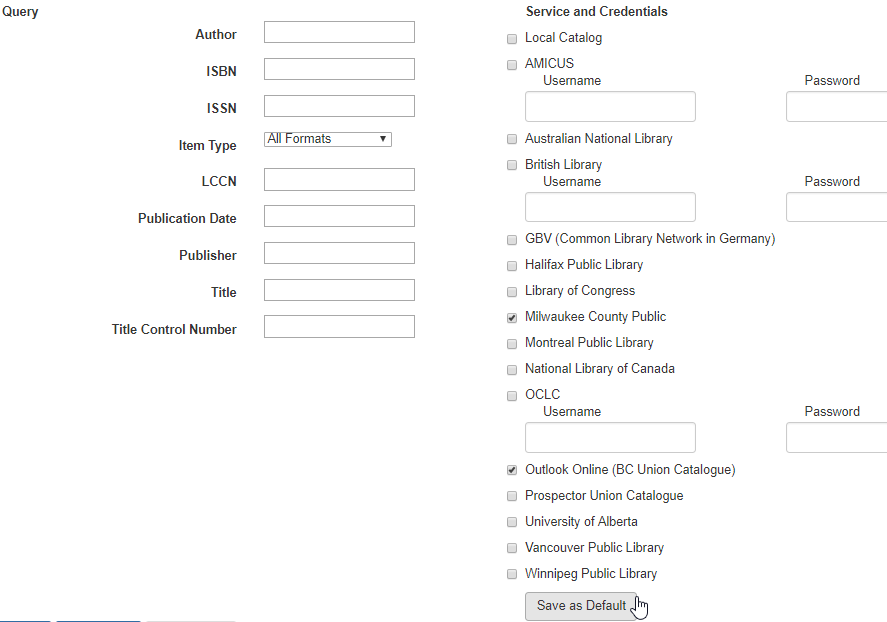 Query
Author
ISBN
ISSN
Item Type All Formats
LCCN
Publication Date
Publisher
Title
Title Control Number
Service and Credentials
Local Catalog
AMICUS
Username Password
Australian National Library
British Library
Username Password
GBV (Common Library Network in Germany)
Halifax Public Library
Library of Congress
Milwaukee County Public
Montreal Public Library
National Library of Canada
OCLC
Username Password
Outlook Online (BC Union Catalogue)
Prospector Union Catalogue
University of Alberta
Vancouver Public Library
Winnipeg Public Library
Save as Default